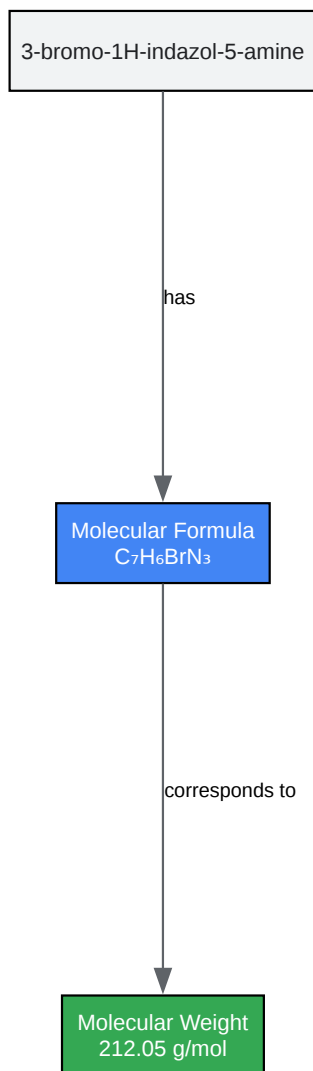 3-bromo-1H-indazol-5-amine
has
Molecular Formula
C₇H₆BrN₃
corresponds to
Molecular Weight
212.05 g/mol